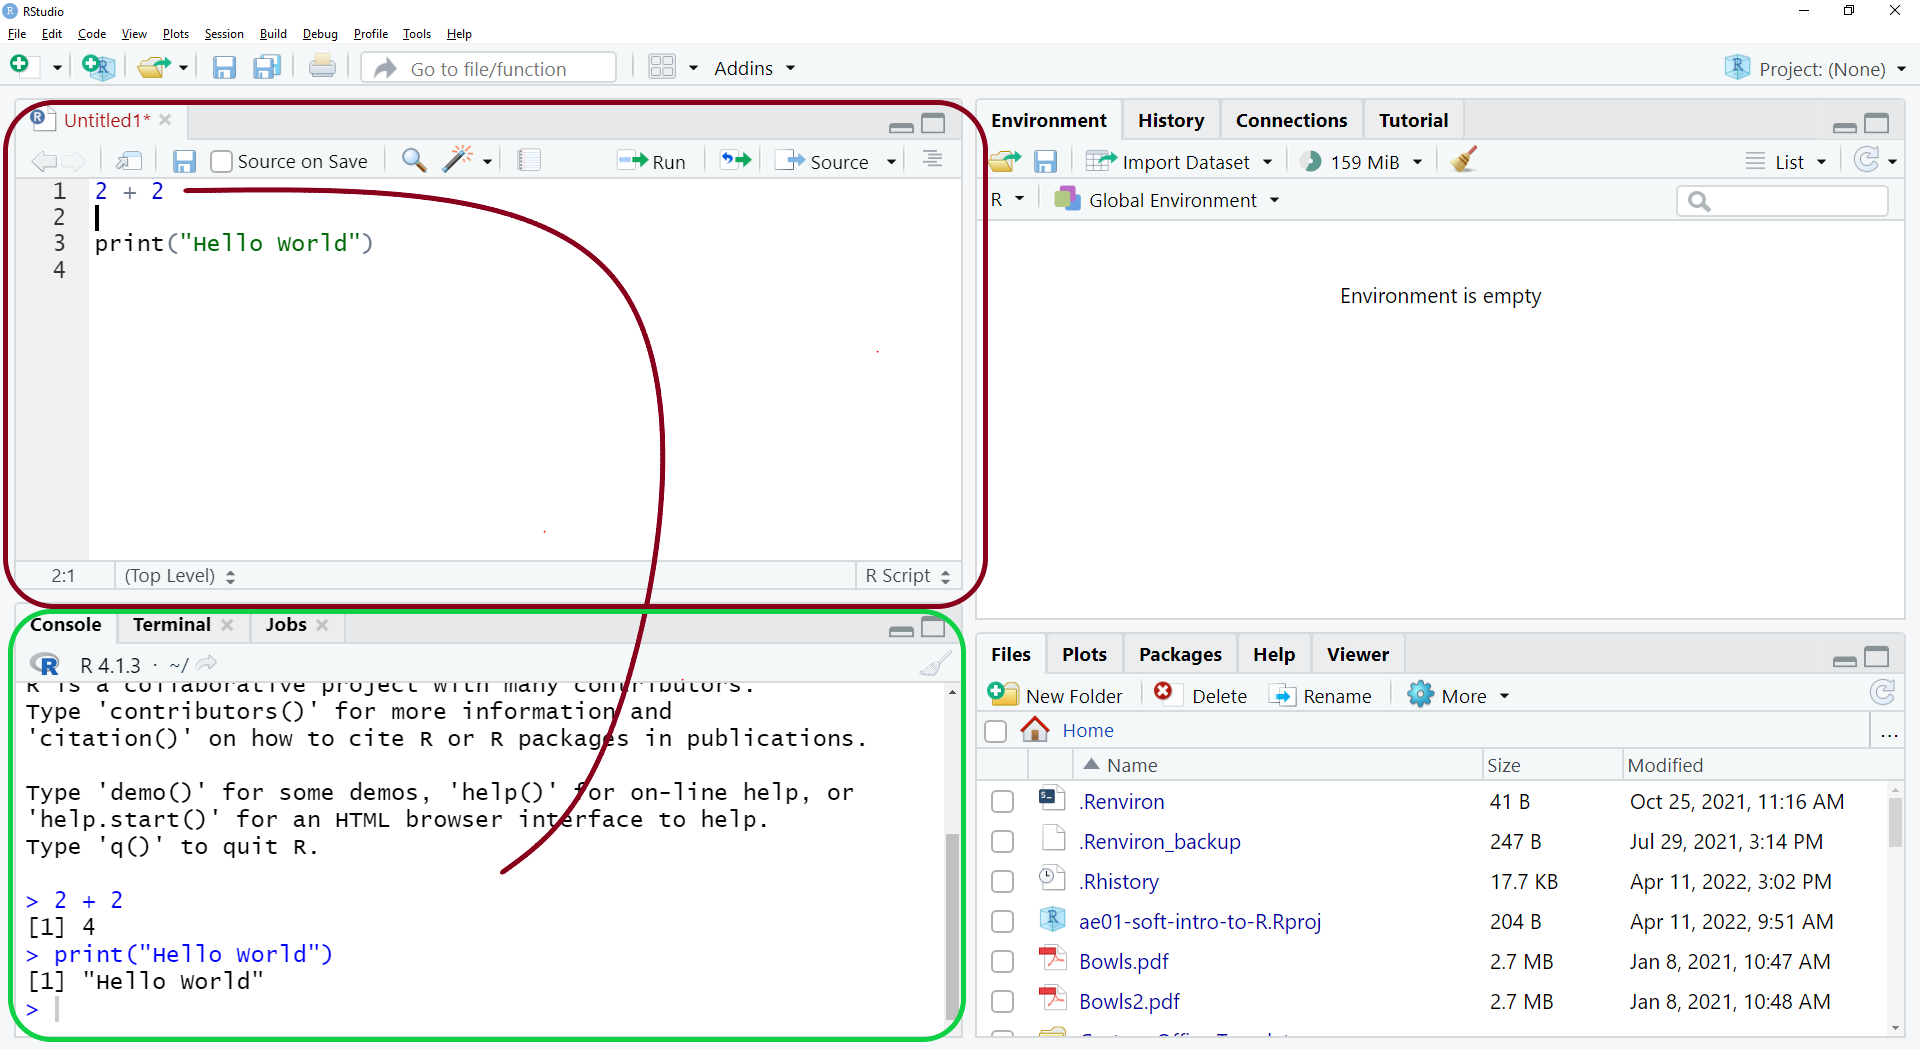 RStudio
File Edit Code View Plots Session Build Debug Profile Tools Help
Go to file/function Addins Project: (None)
Untitled1*
Source on Save Run Source
1 2 + 2
2
3 print("Hello World")
4
2:1 (Top Level) R Script
Console Terminal Jobs
R 4.1.3 · ~/
R is a collaborative project with many contributors.
Type 'contributors()' for more information and
'citation()' on how to cite R or R packages in publications.
Type 'demo()' for some demos, 'help()' for on-line help, or
'help.start()' for an HTML browser interface to help.
Type 'q()' to quit R.
> 2 + 2
[1] 4
> print("Hello World")
[1] "Hello World"
>
Environment History Connections Tutorial
Import Dataset 159 MiB List
R Global Environment
Environment is empty
Files Plots Packages Help Viewer
New Folder Delete Rename More
Home ...
Name Size Modified
.Renviron 41 B Oct 25, 2021, 11:16 AM
.Renviron_backup 247 B Jul 29, 2021, 3:14 PM
.Rhistory 17.7 KB Apr 11, 2022, 3:02 PM
ae01-soft-intro-to-R.Rproj 204 B Apr 11, 2022, 9:51 AM
Bowls.pdf 2.7 MB Jan 8, 2021, 10:47 AM
Bowls2.pdf 2.7 MB Jan 8, 2021, 10:48 AM